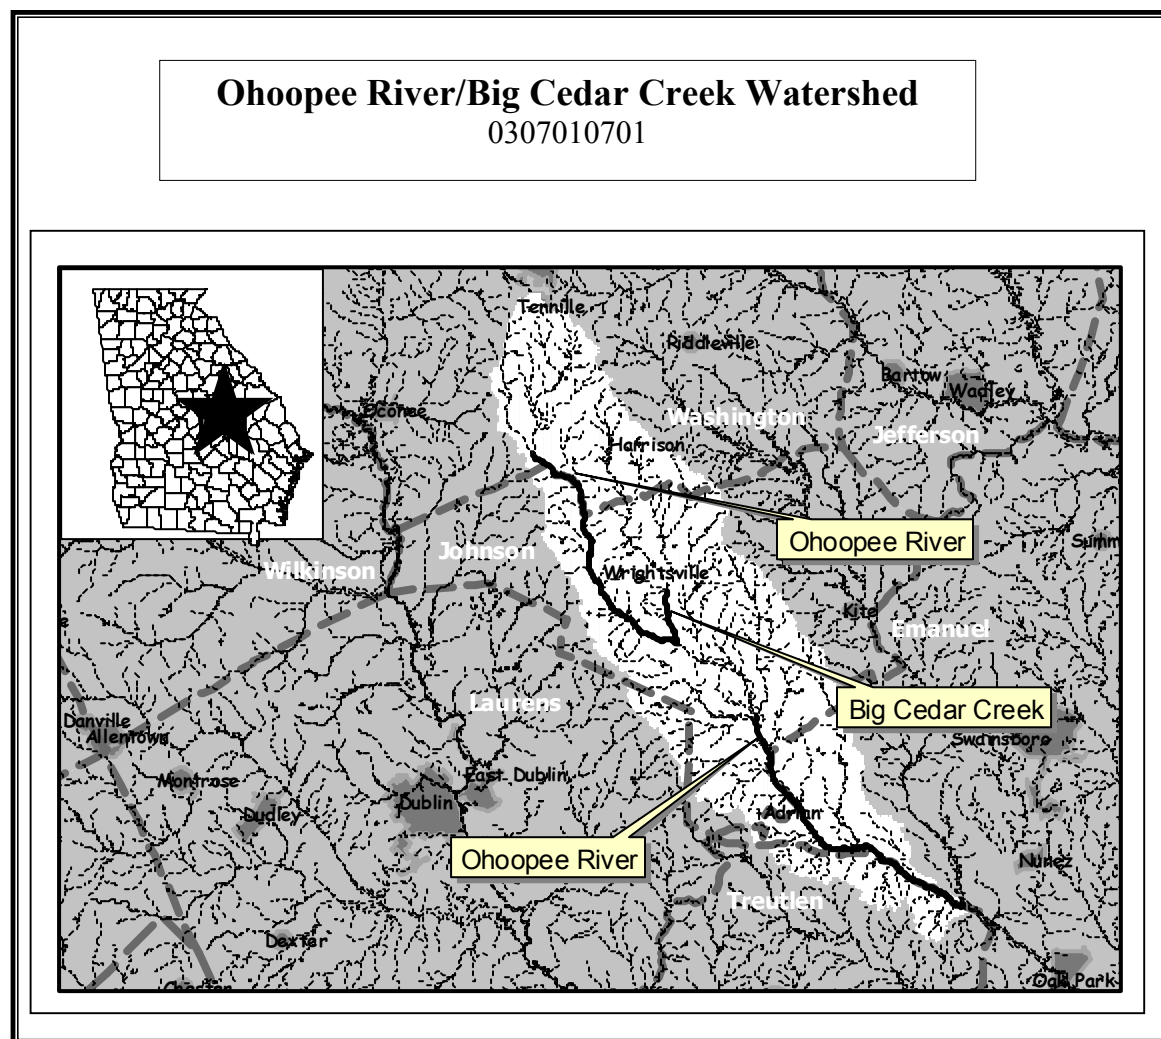 Ohoopee River/Big Cedar Creek Watershed
0307010701
Tennille
Riddleville
Bartow
Wadley
Oconee
Washington
Jefferson
Harrison
Ohoopee River
Summ
Johnson
Wilkinson
Wrightsville
Kite
Emanuel
Laurens
Big Cedar Creek
Danville
Allentown
Swainsboro
Montrose
East Dublin
Dublin
Dudley
Adrian
Ohoopee River
Nunez
Treutlen
Dexter
Oak Park
Chester